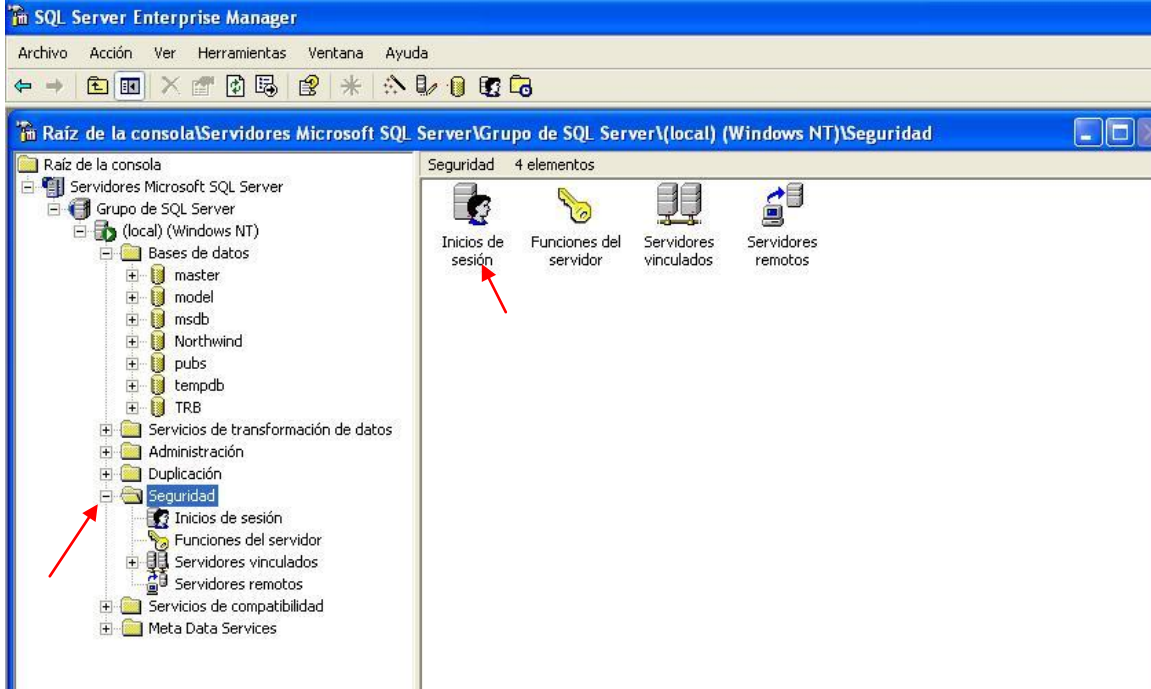 SQL Server Enterprise Manager
Archivo Acción Ver Herramientas Ventana Ayuda
Raíz de la consola\Servidores Microsoft SQL Server\Grupo de SQL Server\(local) (Windows NT)\Seguridad
Raíz de la consola
Servidores Microsoft SQL Server
Grupo de SQL Server
(local) (Windows NT)
Bases de datos
master
model
msdb
Northwind
pubs
tempdb
TRB
Servicios de transformación de datos
Administración
Duplicación
Seguridad
Inicios de sesión
Funciones del servidor
Servidores vinculados
Servidores remotos
Servicios de compatibilidad
Meta Data Services
Seguridad 4 elementos
Inicios de sesión
Funciones del servidor
Servidores vinculados
Servidores remotos